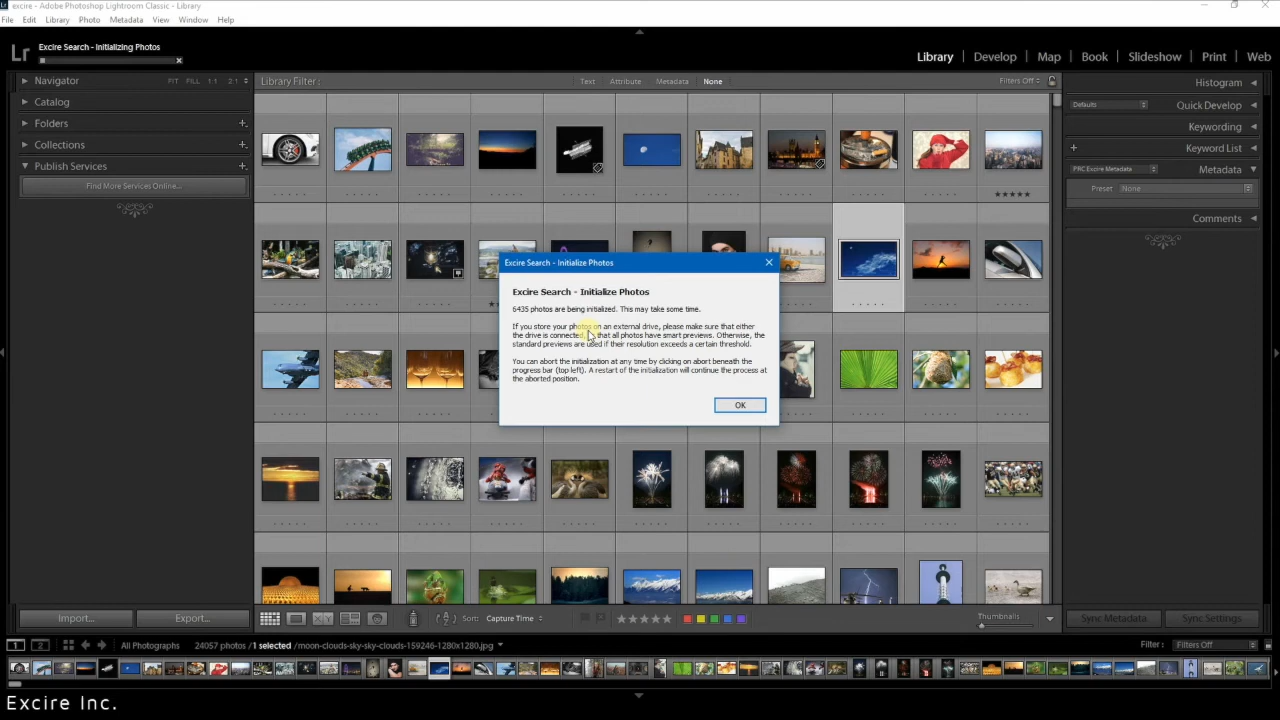 excire - Adobe Photoshop Lightroom Classic - Library
File Edit Library Photo Metadata View Window Help
Lr
Excire Search - Initializing Photos
Library | Develop | Map | Book | Slideshow | Print | Web
Navigator FIT FILL 1:1 2:1
Library Filter : Text Attribute Metadata None Filters Off
Histogram
Catalog
Defaults Quick Develop
Folders
Keywording
Collections
Keyword List
Publish Services
PRC Excire Metadata Metadata
Find More Services Online...
Preset None
Comments
Excire Search - Initialize Photos
Excire Search - Initialize Photos
6435 photos are being initialized. This may take some time.
If you store your photos on an external drive, please make sure that either
the drive is connected, that all photos have smart previews. Otherwise, the
standard previews are used if their resolution exceeds a certain threshold.
You can abort the initialization at any time by clicking on abort beneath the
progress bar (top left). A restart of the initialization will continue the process at
the aborted position.
OK
Import... Export... Sort: Capture Time Thumbnails Sync Metadata Sync Settings
1 2 All Photographs 24057 photos / 1 selected / moon-clouds-sky-sky-clouds-159246-1280x1280.jpg Filter : Filters Off
Excire Inc.